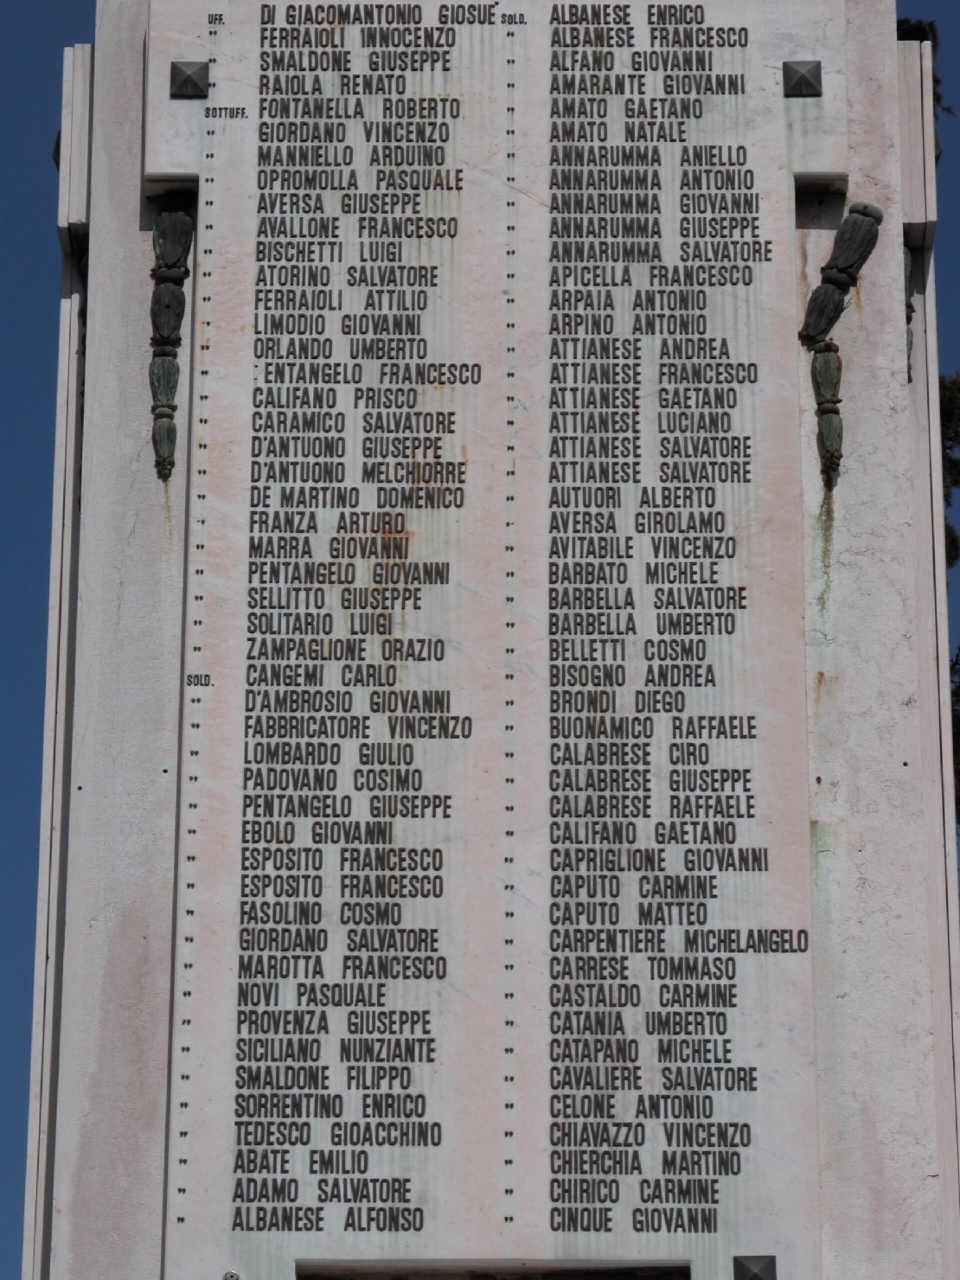 UFF. DI GIACOMANTONIO GIOSUE'
" FERRAIOLI INNOCENZO
" SMALDONE GIUSEPPE
" RAIOLA RENATO
SOTTUFF. FONTANELLA ROBERTO
" GIORDANO VINCENZO
" MANNIELLO ARDUINO
" OPROMOLLA PASQUALE
" AVERSA GIUSEPPE
" AVALLONE FRANCESCO
" BISCHETTI LUIGI
" ATORINO SALVATORE
" FERRAIOLI ATTILIO
" LIMODIO GIOVANNI
" ORLANDO UMBERTO
" ENTANGELO FRANCESCO
" CALIFANO PRISCO
" CARAMICO SALVATORE
" D'ANTUONO GIUSEPPE
" D'ANTUONO MELCHIORRE
" DE MARTINO DOMENICO
" FRANZA ARTURO
" MARRA GIOVANNI
" PENTANGELO GIOVANNI
" SELLITTO GIUSEPPE
" SOLITARIO LUIGI
" ZAMPAGLIONE ORAZIO
SOLD. CANGEMI CARLO
" D'AMBROSIO GIOVANNI
" FABBRICATORE VINCENZO
" LOMBARDO GIULIO
" PADOVANO COSIMO
" PENTANGELO GIUSEPPE
" EBOLO GIOVANNI
" ESPOSITO FRANCESCO
" ESPOSITO FRANCESCO
" FASOLINO COSMO
" GIORDANO SALVATORE
" MAROTTA FRANCESCO
" NOVI PASQUALE
" PROVENZA GIUSEPPE
" SICILIANO NUNZIANTE
" SMALDONE FILIPPO
" SORRENTINO ENRICO
" TEDESCO GIOACCHINO
" ABATE EMILIO
" ADAMO SALVATORE
" ALBANESE ALFONSO
SOLD. ALBANESE ENRICO
" ALBANESE FRANCESCO
" ALFANO GIOVANNI
" AMARANTE GIOVANNI
" AMATO GAETANO
" AMATO NATALE
" ANNARUMMA ANIELLO
" ANNARUMMA ANTONIO
" ANNARUMMA GIOVANNI
" ANNARUMMA GIUSEPPE
" ANNARUMMA SALVATORE
" APICELLA FRANCESCO
" ARPAIA ANTONIO
" ARPINO ANTONIO
" ATTIANESE ANDREA
" ATTIANESE FRANCESCO
" ATTIANESE GAETANO
" ATTIANESE LUCIANO
" ATTIANESE SALVATORE
" ATTIANESE SALVATORE
" AUTUORI ALBERTO
" AVERSA GIROLAMO
" AVITABILE VINCENZO
" BARBATO MICHELE
" BARBELLA SALVATORE
" BARBELLA UMBERTO
" BELLETTI COSMO
" BISOGNO ANDREA
" BRONDI DIEGO
" BUONAMICO RAFFAELE
" CALABRESE CIRO
" CALABRESE GIUSEPPE
" CALABRESE RAFFAELE
" CALIFANO GAETANO
" CAPRIGLIONE GIOVANNI
" CAPUTO CARMINE
" CAPUTO MATTEO
" CARPENTIERE MICHELANGELO
" CARRESE TOMMASO
" CASTALDO CARMINE
" CATANIA UMBERTO
" CATAPANO MICHELE
" CAVALIERE SALVATORE
" CELONE ANTONIO
" CHIAVAZZO VINCENZO
" CHIERCHIA MARTINO
" CHIRICO CARMINE
" CINQUE GIOVANNI